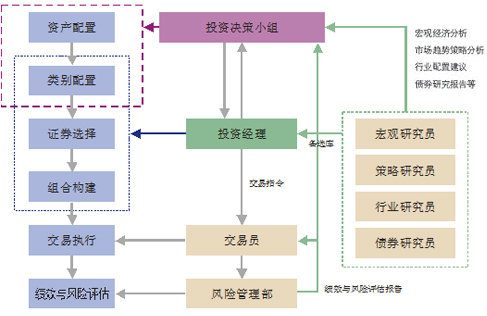 资产配置
投资决策小组
宏观经济分析
市场趋势策略分析
行业配置建议
债券研究报告等
类别配置
证券选择
投资经理
备选库
宏观研究员
策略研究员
组合构建
交易指令
行业研究员
交易执行
交易员
债券研究员
绩效与风险评估
风险管理部
绩效与风险评估报告